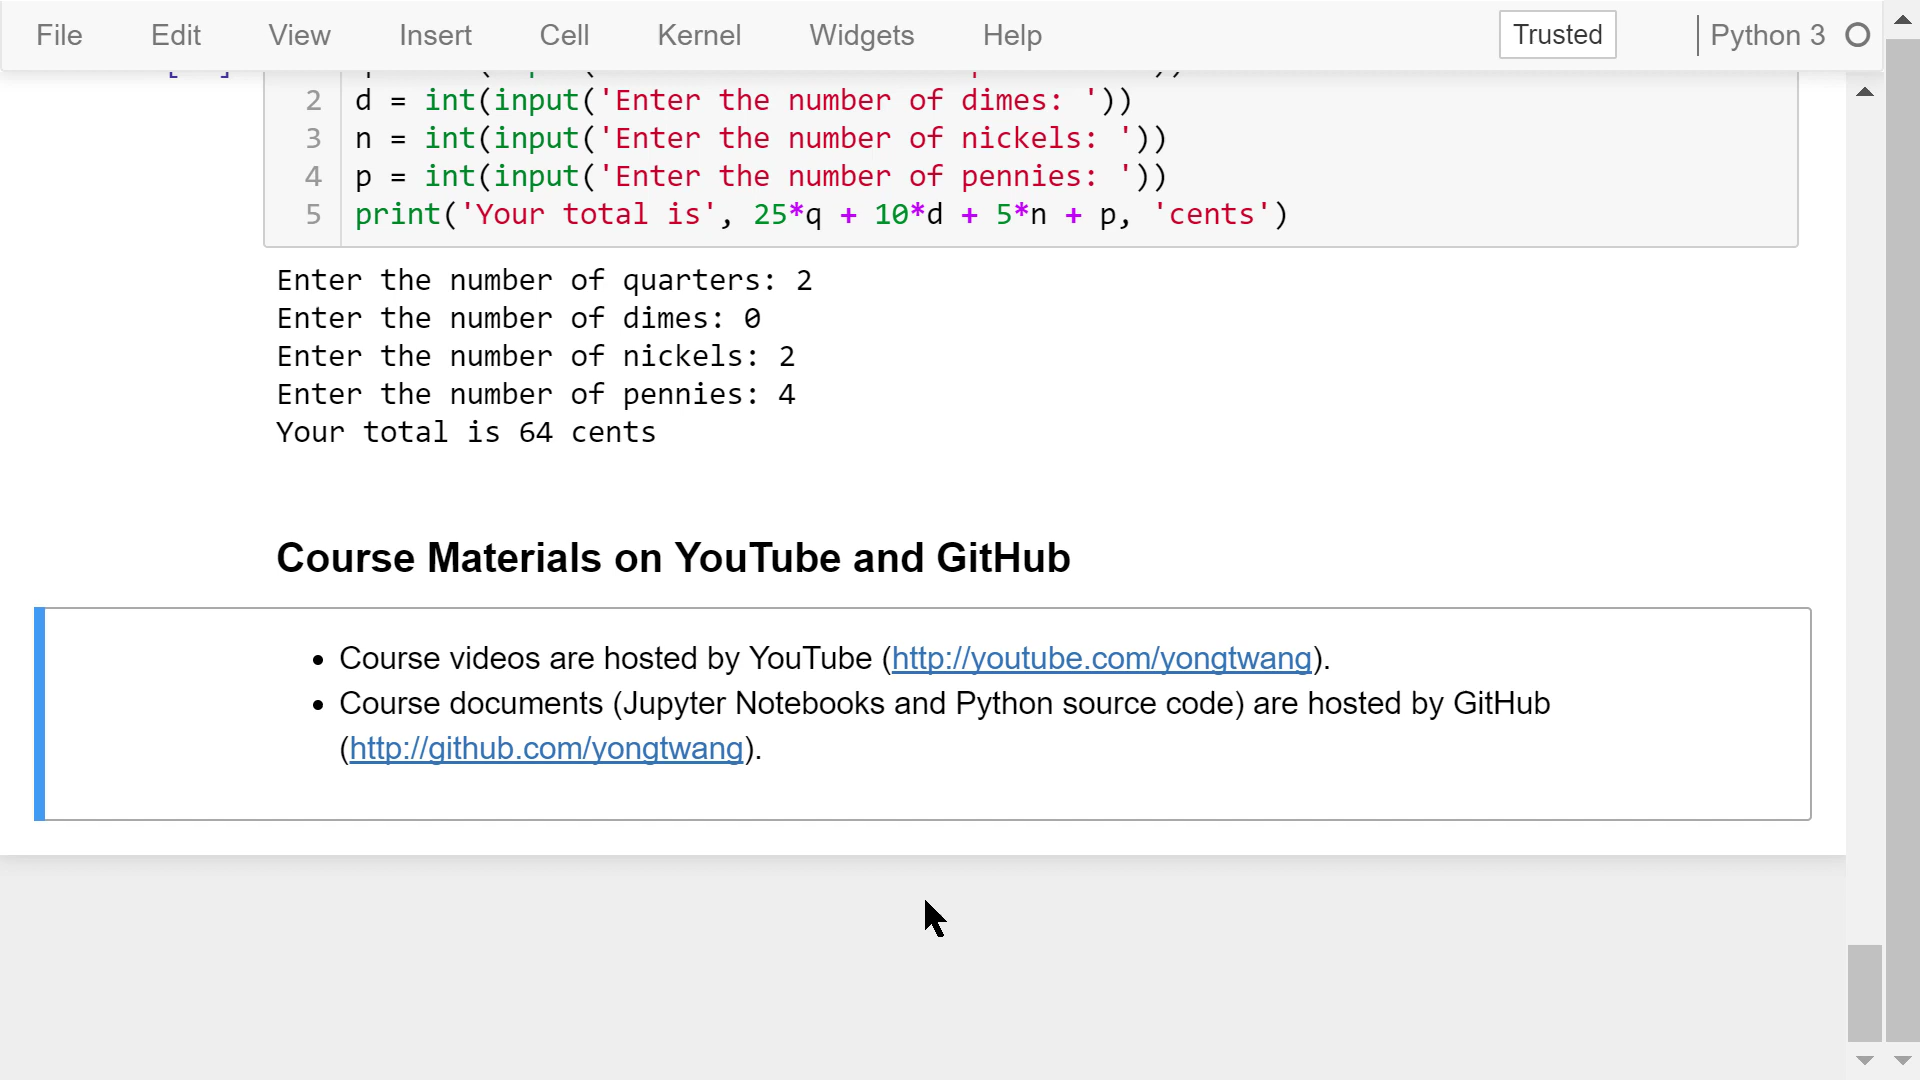 File Edit View Insert Cell Kernel Widgets Help Trusted Python 3
2 d = int(input('Enter the number of dimes: '))
3 n = int(input('Enter the number of nickels: '))
4 p = int(input('Enter the number of pennies: '))
5 print('Your total is', 25*q + 10*d + 5*n + p, 'cents')
Enter the number of quarters: 2
Enter the number of dimes: 0
Enter the number of nickels: 2
Enter the number of pennies: 4
Your total is 64 cents
Course Materials on YouTube and GitHub
• Course videos are hosted by YouTube (http://youtube.com/yongtwang).
• Course documents (Jupyter Notebooks and Python source code) are hosted by GitHub
(http://github.com/yongtwang).